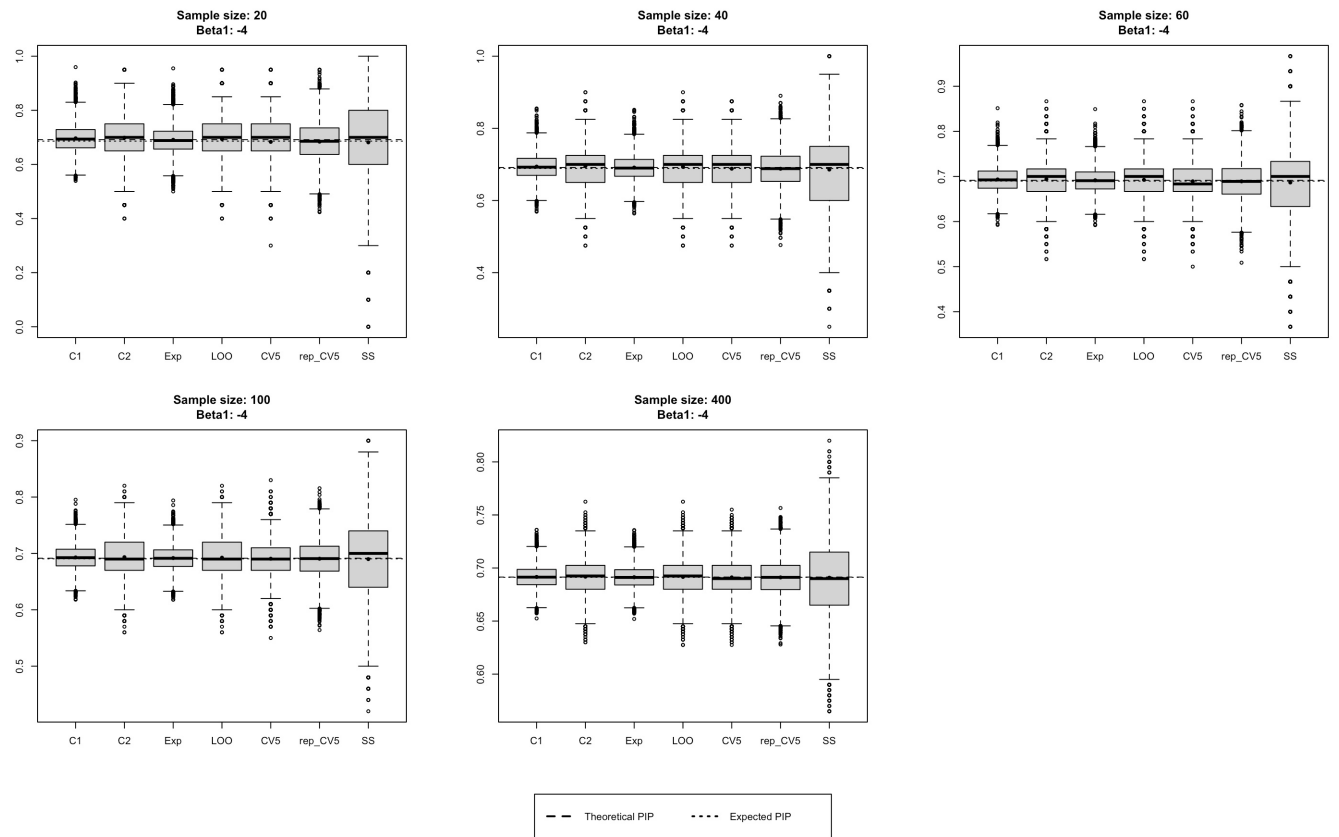 Sample size: 20
Beta1: -4
1.0
0.8
0.6
0.4
0.2
0.0
C1 C2 Exp LOO CV5 rep_CV5 SS
Sample size: 40
Beta1: -4
1.0
0.8
0.6
0.4
C1 C2 Exp LOO CV5 rep_CV5 SS
Sample size: 60
Beta1: -4
0.9
0.8
0.7
0.6
0.5
0.4
C1 C2 Exp LOO CV5 rep_CV5 SS
Sample size: 100
Beta1: -4
0.9
0.8
0.7
0.6
0.5
C1 C2 Exp LOO CV5 rep_CV5 SS
Sample size: 400
Beta1: -4
0.80
0.75
0.70
0.65
0.60
C1 C2 Exp LOO CV5 rep_CV5 SS
Theoretical PIP Expected PIP